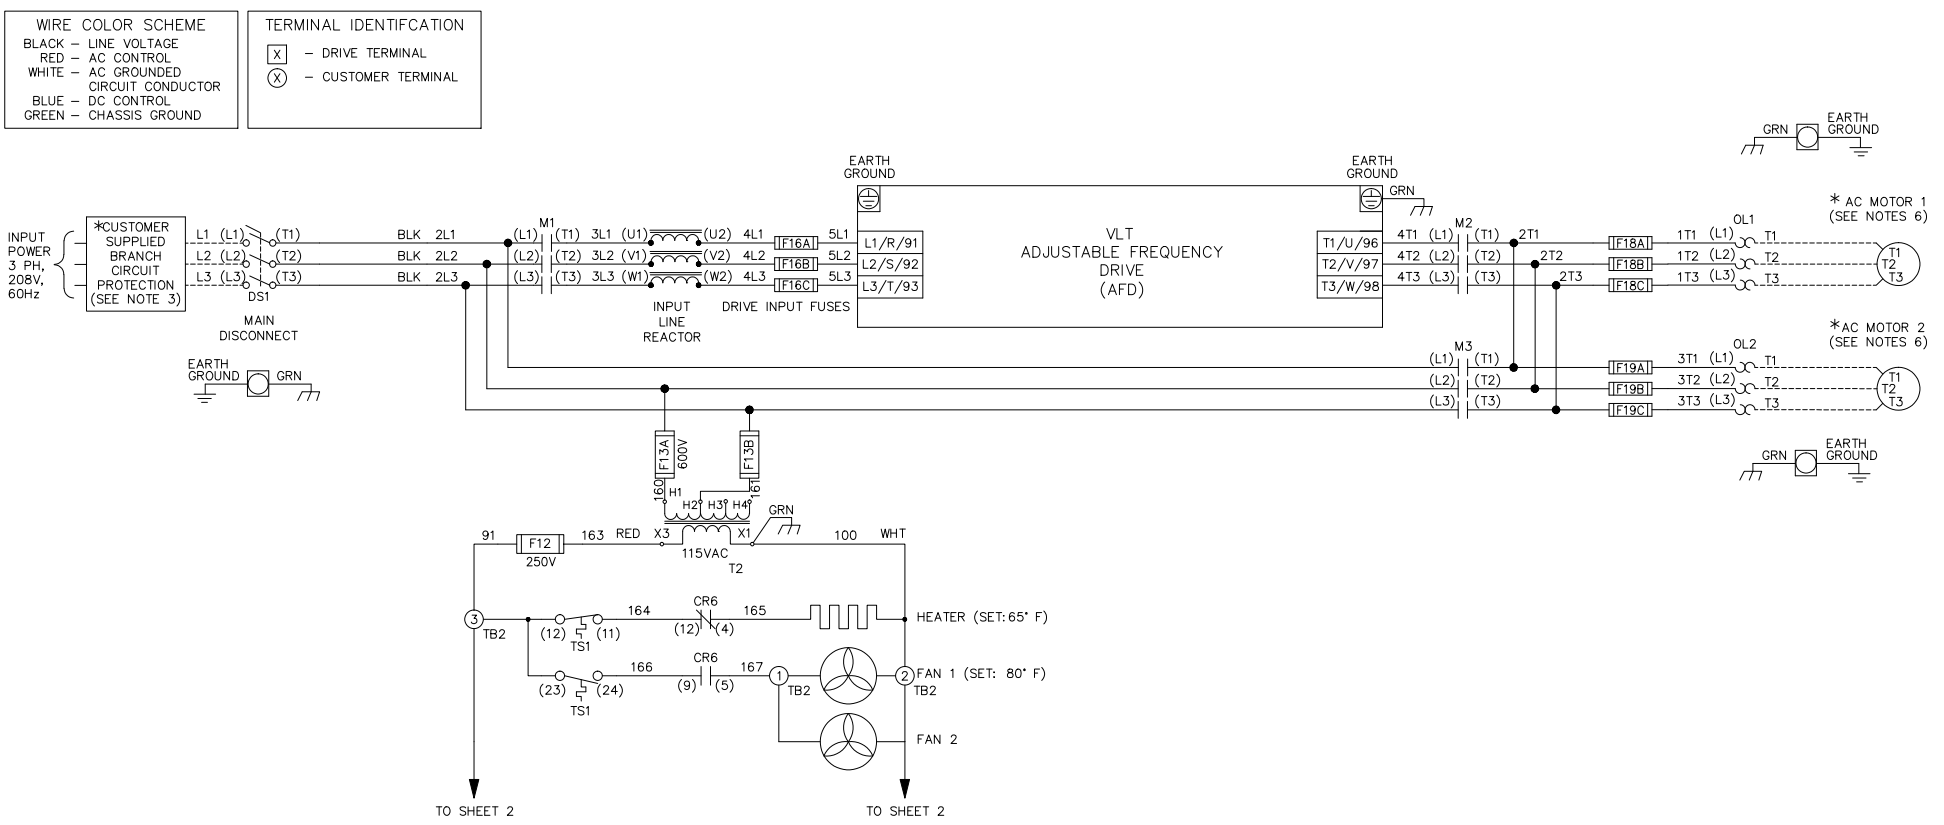 WIRE COLOR SCHEME
BLACK – LINE VOLTAGE
RED – AC CONTROL
WHITE – AC GROUNDED
CIRCUIT CONDUCTOR
BLUE – DC CONTROL
GREEN – CHASSIS GROUND
TERMINAL IDENTIFCATION
X – DRIVE TERMINAL
X – CUSTOMER TERMINAL
INPUT
POWER
3 PH,
208V,
60Hz
*CUSTOMER
SUPPLIED
BRANCH
CIRCUIT
PROTECTION
(SEE NOTE 3)
L1 (L1) (T1) BLK 2L1 (L1) M1 (T1) 3L1 (U1) (U2) 4L1 F16A 5L1 L1/R/91
L2 (L2) (T2) BLK 2L2 (L2) (T2) 3L2 (V1) (V2) 4L2 F16B 5L2 L2/S/92
L3 (L3) (T3) BLK 2L3 (L3) (T3) 3L3 (W1) (W2) 4L3 F16C 5L3 L3/T/93
DS1
MAIN
DISCONNECT
INPUT
LINE
REACTOR
DRIVE INPUT FUSES
EARTH
GROUND
GRN
EARTH
GROUND
VLT
ADJUSTABLE FREQUENCY
DRIVE
(AFD)
EARTH
GROUND
GRN
T1/U/96 4T1 (L1) M2 (T1) 2T1 F18A 1T1 (L1) OL1 T1
T2/V/97 4T2 (L2) (T2) 2T2 F18B 1T2 (L2) T2
T3/W/98 4T3 (L3) (T3) 2T3 F18C 1T3 (L3) T3
GRN
EARTH
GROUND
* AC MOTOR 1
(SEE NOTES 6)
T1
T2
T3
*AC MOTOR 2
(SEE NOTES 6)
(L1) M3 (T1) F19A 3T1 (L1) OL2 T1
(L2) (T2) F19B 3T2 (L2) T2
(L3) (T3) F19C 3T3 (L3) T3
T1
T2
T3
GRN
EARTH
GROUND
F13A
600V
F13B
160
161
H1 H2 H3 H4
GRN
91 F12 163 RED X3 X1 100 WHT
250V
115VAC
T2
3
TB2
(12) (11) 164 CR6 165 HEATER (SET: 65° F)
TS1
(12) (4)
(23) (24) 166 CR6 167 1 2 FAN 1 (SET: 80° F)
TS1
(9) (5)
TB2
TB2
FAN 2
TO SHEET 2
TO SHEET 2